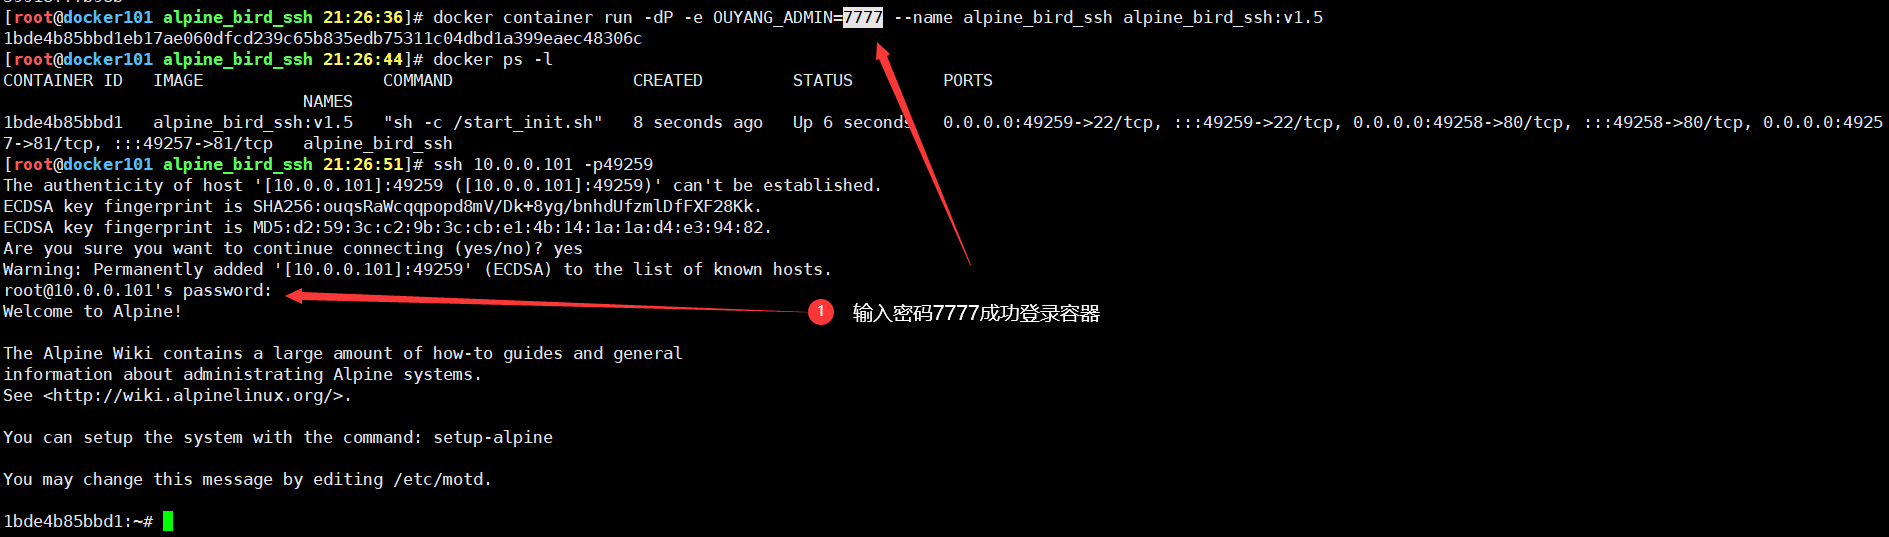 [root@docker101 alpine_bird_ssh 21:26:36]# docker container run -dP -e OUYANG_ADMIN=7777 --name alpine_bird_ssh alpine_bird_ssh:v1.5
1bde4b85bbd1eb17ae060dfcd239c65b835edb75311c04dbd1a399eaec48306c
[root@docker101 alpine_bird_ssh 21:26:44]# docker ps -l
CONTAINER ID   IMAGE                  COMMAND                  CREATED         STATUS         PORTS
                              NAMES
1bde4b85bbd1   alpine_bird_ssh:v1.5   "sh -c /start_init.sh"   8 seconds ago   Up 6 seconds   0.0.0.0:49259->22/tcp, :::49259->22/tcp, 0.0.0.0:49258->80/tcp, :::49258->80/tcp, 0.0.0.0:4925
7->81/tcp, :::49257->81/tcp   alpine_bird_ssh
[root@docker101 alpine_bird_ssh 21:26:51]# ssh 10.0.0.101 -p49259
The authenticity of host '[10.0.0.101]:49259 ([10.0.0.101]:49259)' can't be established.
ECDSA key fingerprint is SHA256:ouqsRaWcqqpopd8mV/Dk+8yg/bnhdUfzmlDfFXF28Kk.
ECDSA key fingerprint is MD5:d2:59:3c:c2:9b:3c:cb:e1:4b:14:1a:1a:d4:e3:94:82.
Are you sure you want to continue connecting (yes/no)? yes
Warning: Permanently added '[10.0.0.101]:49259' (ECDSA) to the list of known hosts.
root@10.0.0.101's password:
1 输入密码7777成功登录容器
Welcome to Alpine!
The Alpine Wiki contains a large amount of how-to guides and general
information about administrating Alpine systems.
See <http://wiki.alpinelinux.org/>.
You can setup the system with the command: setup-alpine
You may change this message by editing /etc/motd.
1bde4b85bbd1:~#